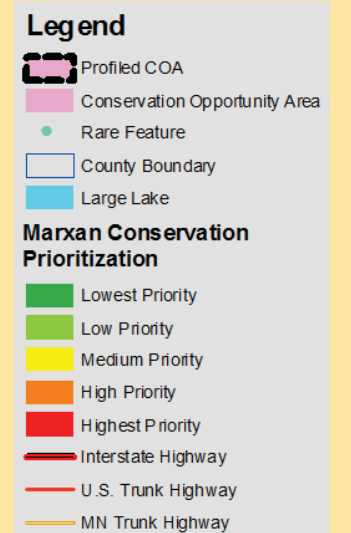 Legend
Profiled COA
Conservation Opportunity Area
Rare Feature
County Boundary
Large Lake
Marxan Conservation
Prioritization
Lowest Priority
Low Priority
Medium Priority
High Priority
Highest Priority
Interstate Highway
U.S. Trunk Highway
MN Trunk Highway